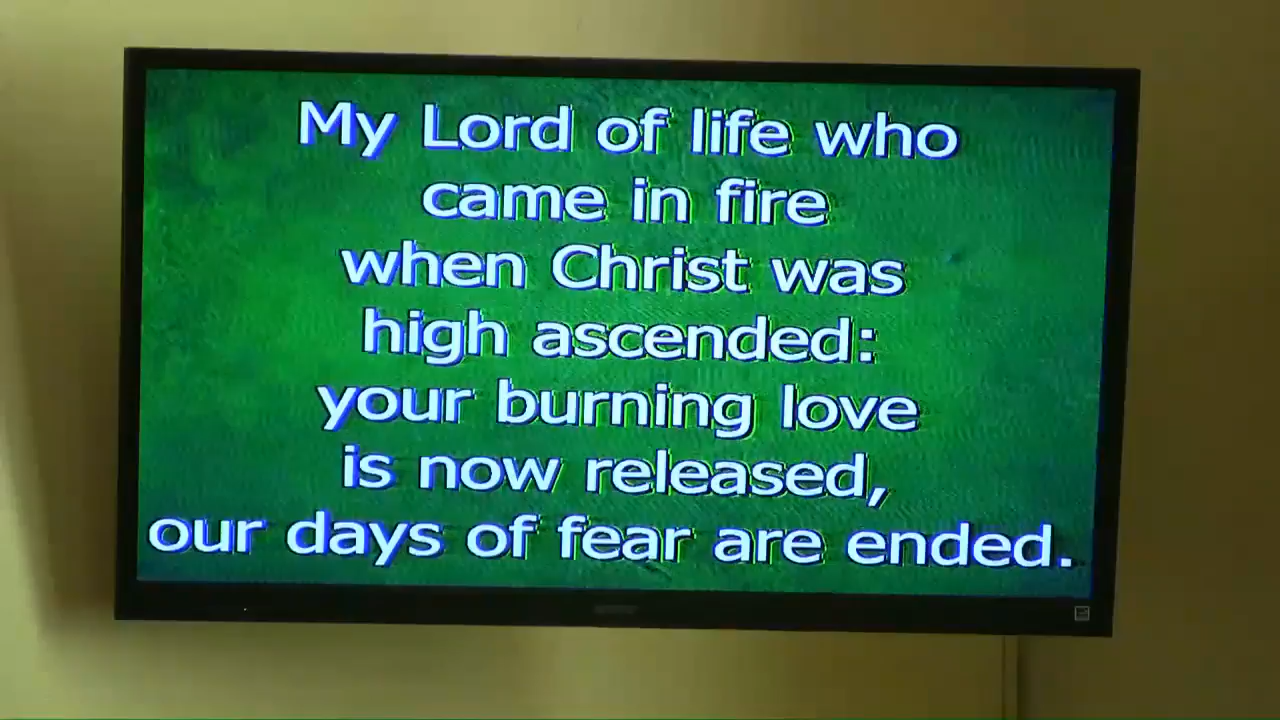 My Lord of life who
came in fire
when Christ was
high ascended:
your burning love
is now released,
our days of fear are ended.